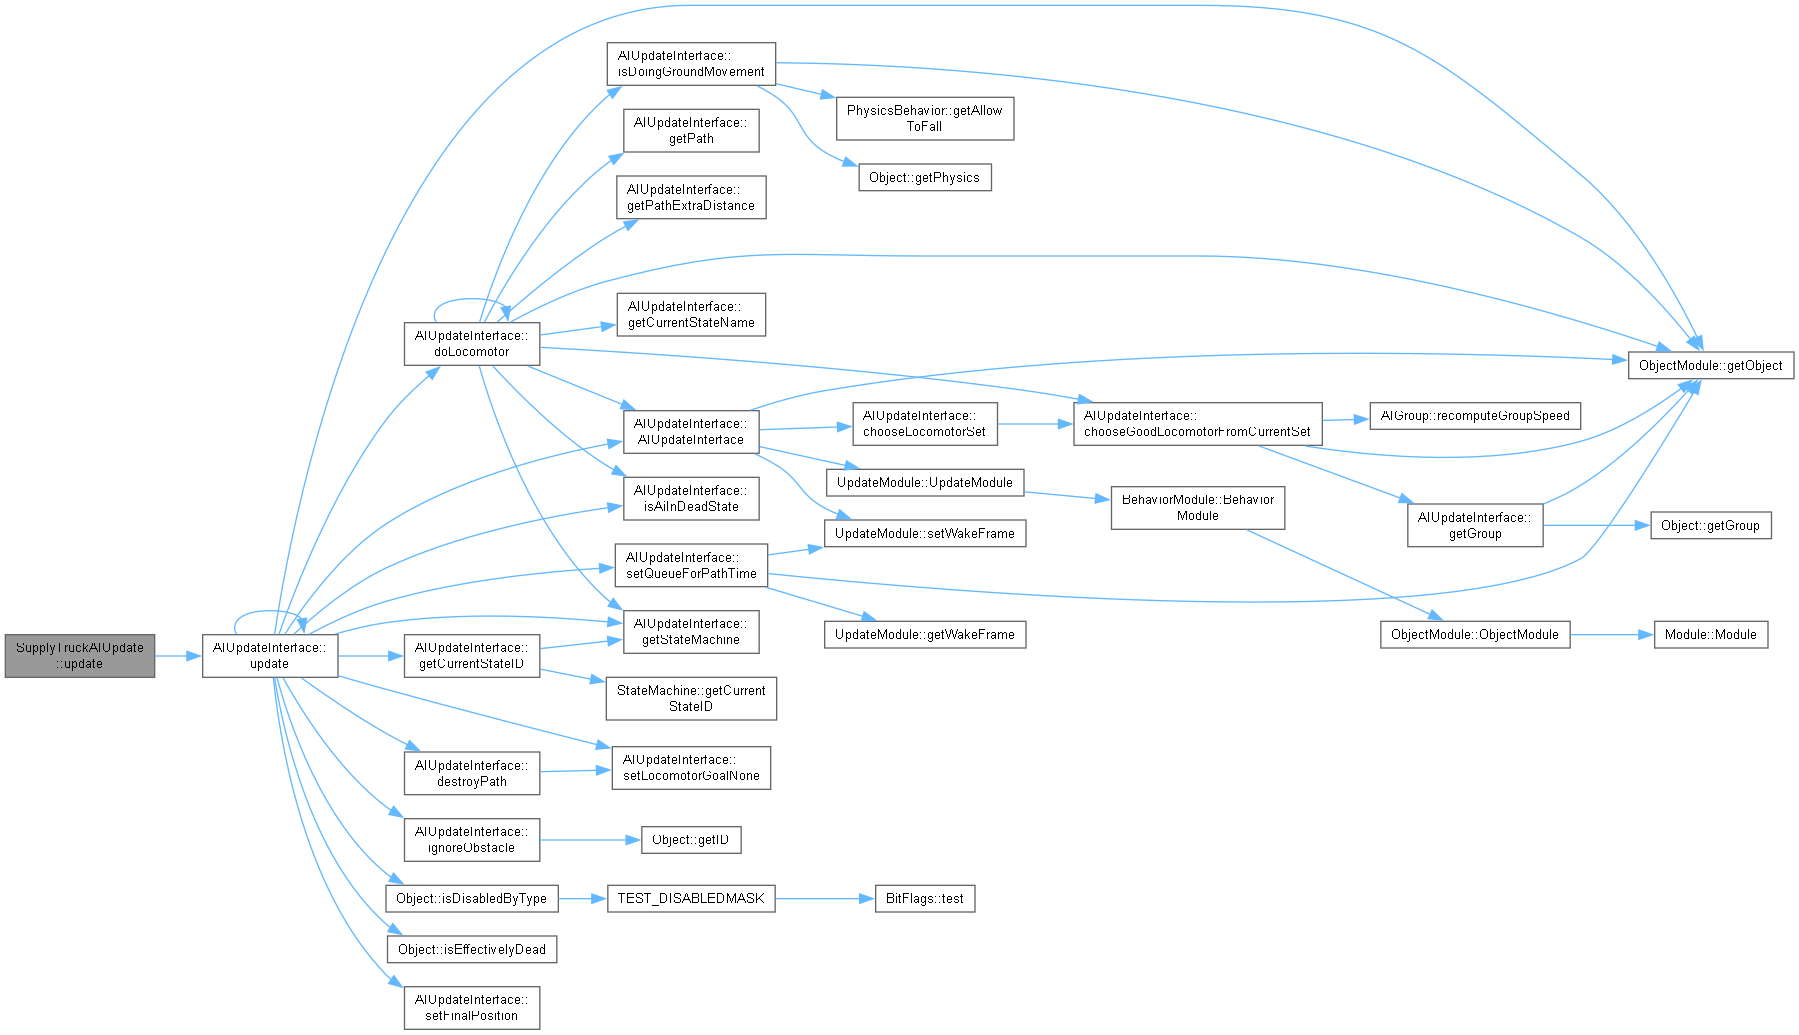 AIUpdateInterface::
isDoingGroundMovement
PhysicsBehavior::getAllow
ToFall
AIUpdateInterface::
getPath
Object::getPhysics
AIUpdateInterface::
getPathExtraDistance
AIUpdateInterface::
getCurrentStateName
AIUpdateInterface::
doLocomotor
ObjectModule::getObject
AIUpdateInterface::
AIUpdateInterface
AIUpdateInterface::
chooseLocomotorSet
AIUpdateInterface::
chooseGoodLocomotorFromCurrentSet
AIGroup::recomputeGroupSpeed
UpdateModule::UpdateModule
AIUpdateInterface::
isAiInDeadState
BehaviorModule::Behavior
Module
AIUpdateInterface::
getGroup
Object::getGroup
UpdateModule::setWakeFrame
AIUpdateInterface::
setQueueForPathTime
AIUpdateInterface::
getStateMachine
UpdateModule::getWakeFrame
ObjectModule::ObjectModule
Module::Module
SupplyTruckAIUpdate
::update
AIUpdateInterface::
update
AIUpdateInterface::
getCurrentStateID
StateMachine::getCurrent
StateID
AIUpdateInterface::
destroyPath
AIUpdateInterface::
setLocomotorGoalNone
AIUpdateInterface::
ignoreObstacle
Object::getID
Object::isDisabledByType
TEST_DISABLEDMASK
BitFlags::test
Object::isEffectivelyDead
AIUpdateInterface::
setFinalPosition